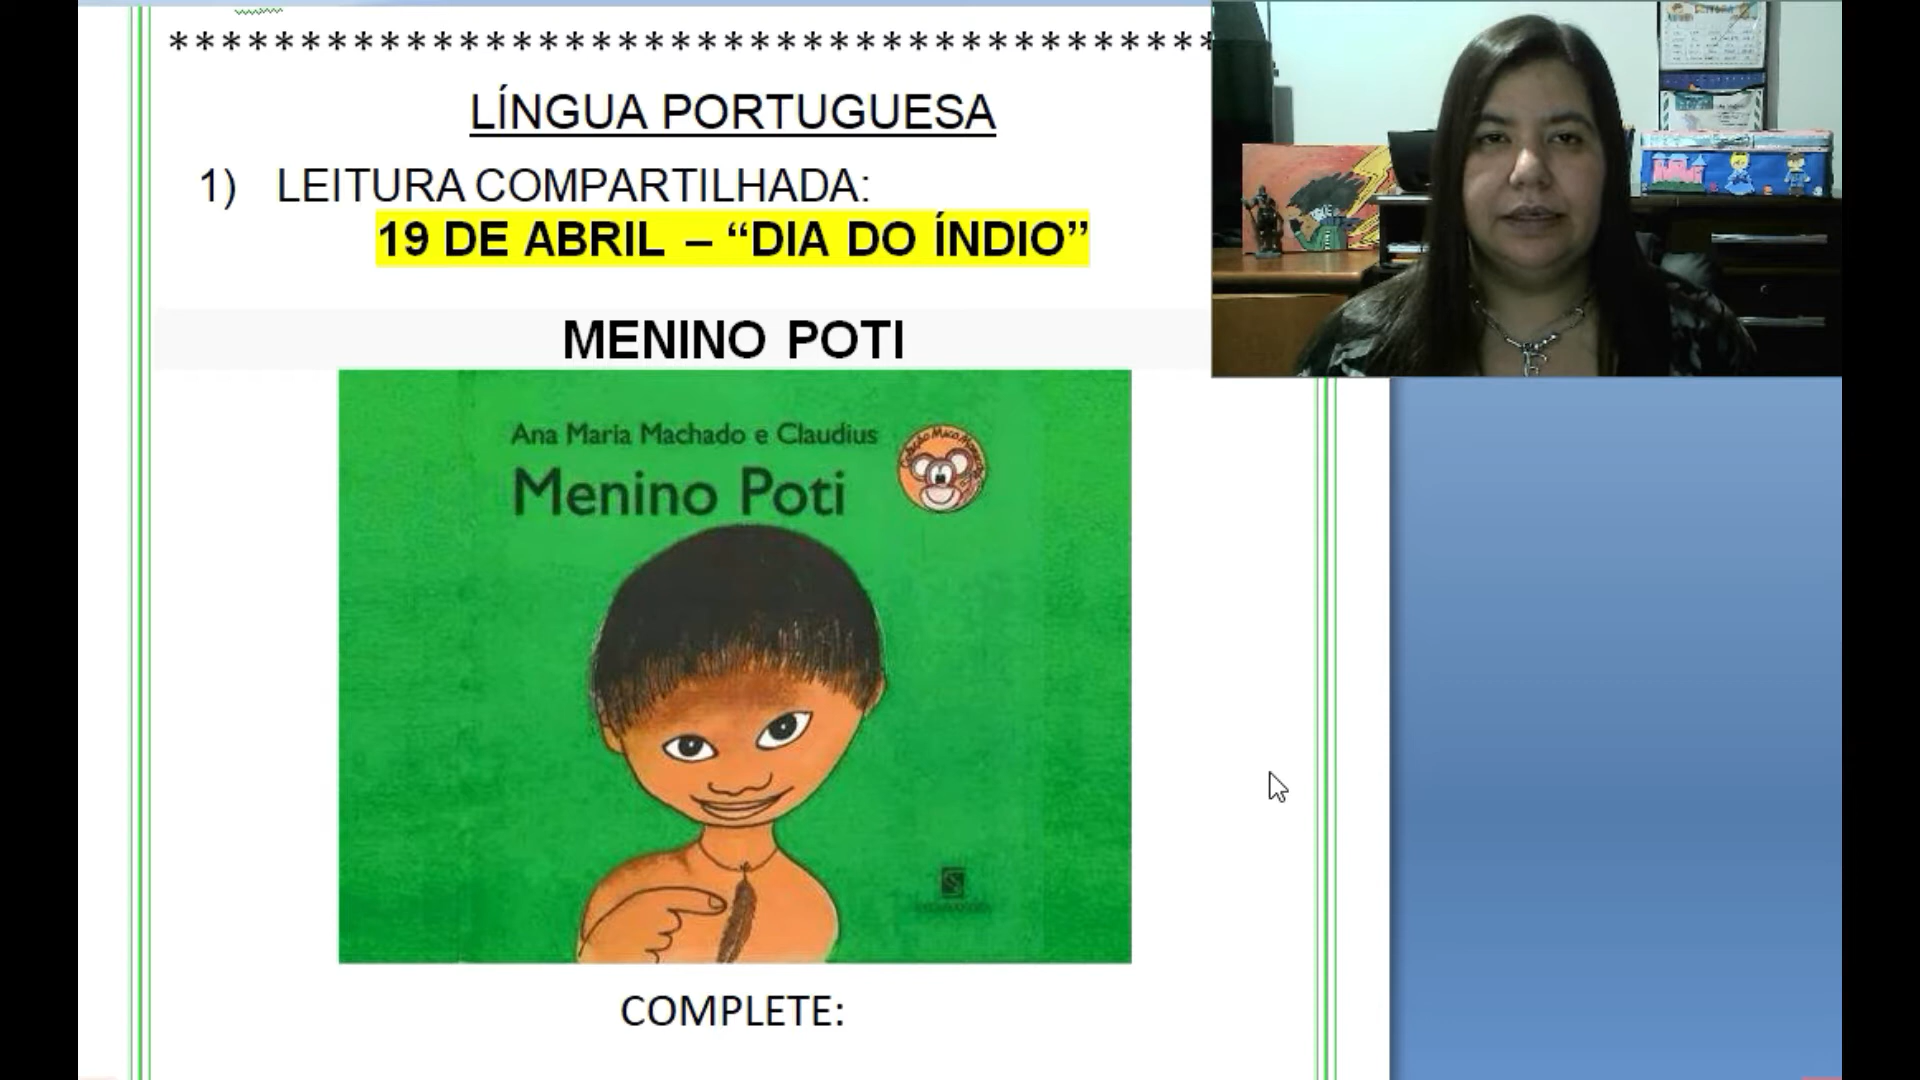 ******************************************
LÍNGUA PORTUGUESA
1) LEITURA COMPARTILHADA:
19 DE ABRIL – “DIA DO ÍNDIO”
MENINO POTI
Ana Maria Machado e Claudius
Menino Poti
COMPLETE: